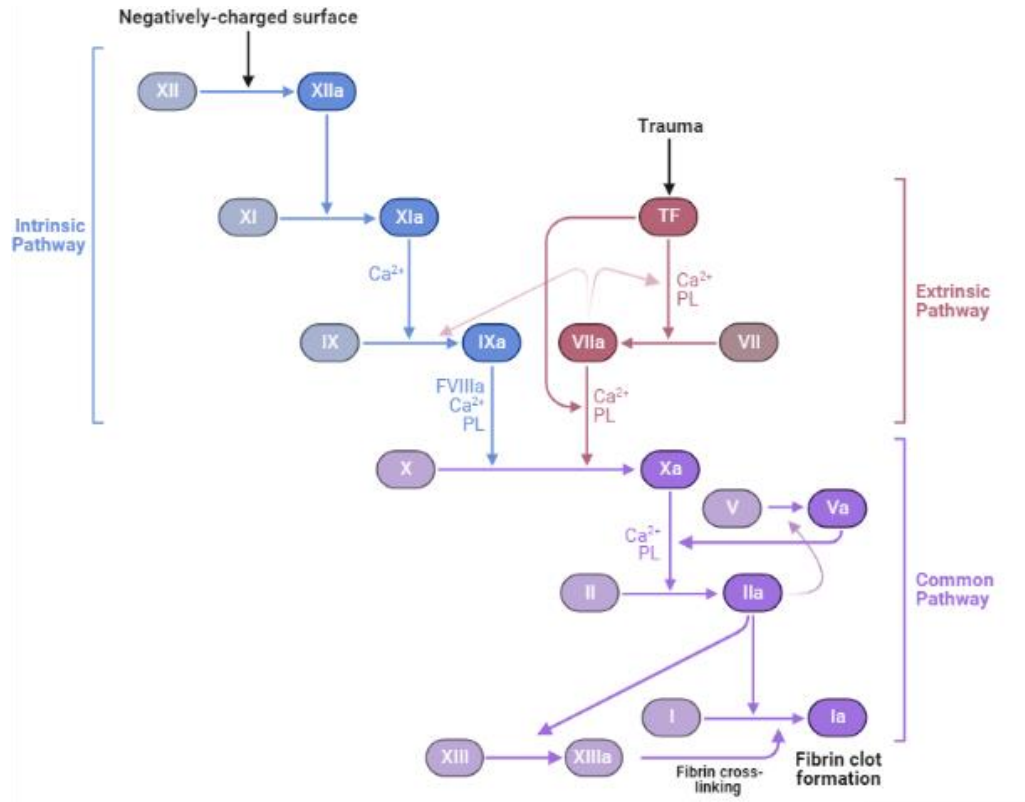 Negatively-charged surface
XII
XIIa
Trauma
XI
XIa
TF
Intrinsic
Pathway
Ca2+
Ca2+
PL
Extrinsic
Pathway
IX
IXa
VIIa
VII
FVIIIa
Ca2+
PL
Ca2+
PL
X
Xa
V
Va
Ca2-
PL
II
IIa
Common
Pathway
I
Ia
XIII
XIIIa
Fibrin cross-
linking
Fibrin clot
formation